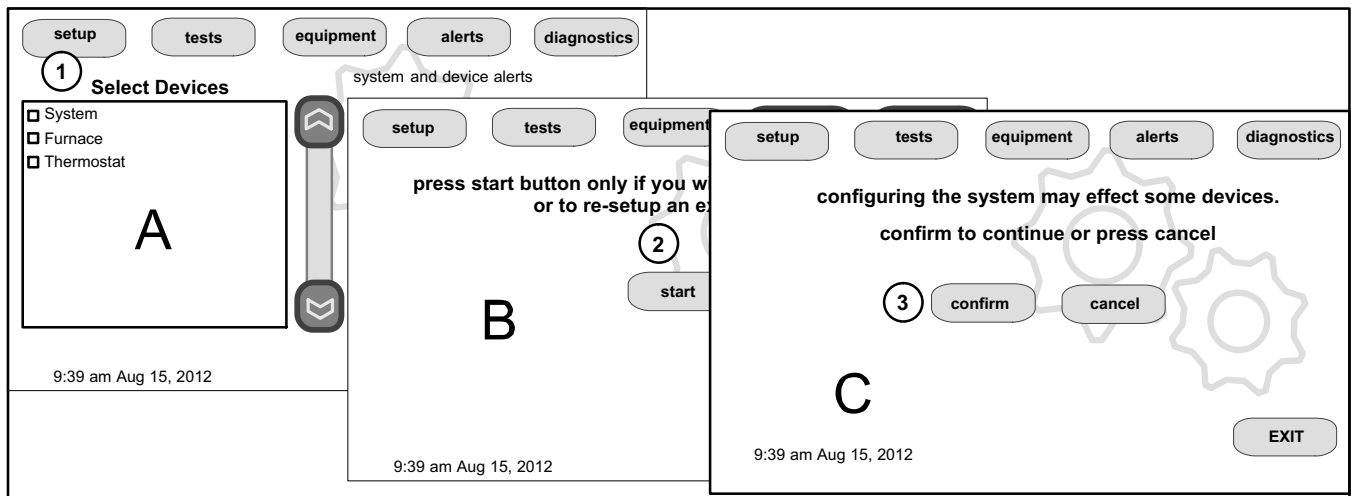 setup tests equipment alerts diagnostics
1
Select Devices
system and device alerts
System
Furnace
Thermostat
A
9:39 am Aug 15, 2012
setup tests equipment
press start button only if you w
or to re-setup an e
2
start
B
9:39 am Aug 15, 2012
setup tests equipment alerts diagnostics
configuring the system may effect some devices.
confirm to continue or press cancel
3 confirm cancel
C
EXIT
9:39 am Aug 15, 2012